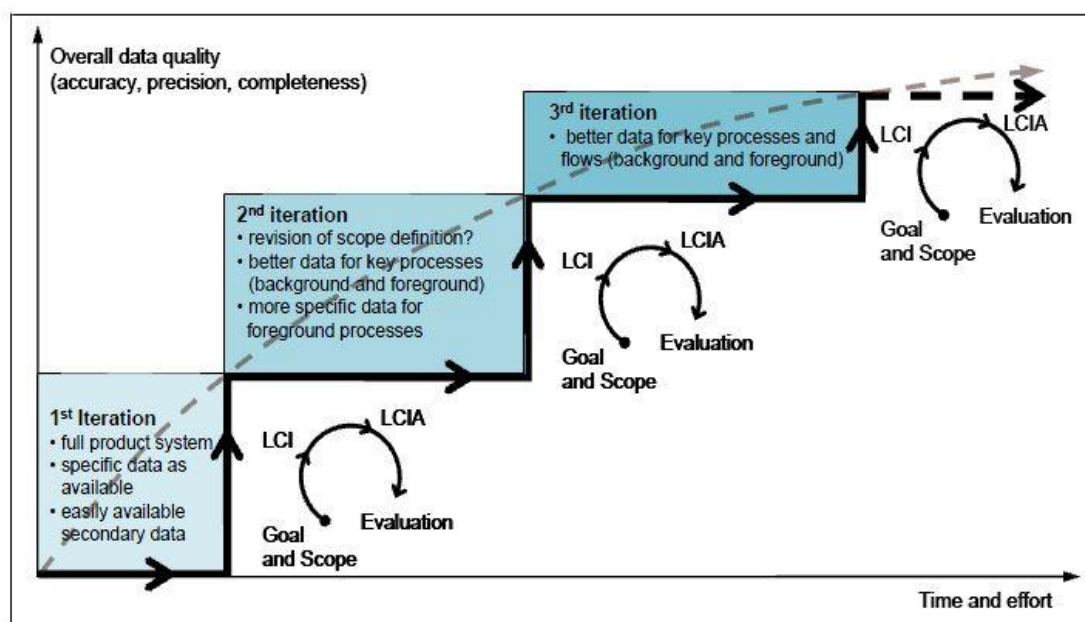 Overall data quality
(accuracy, precision, completeness)
3rd iteration
• better data for key processes and
flows (background and foreground)
LCI
LCIA
Evaluation
Goal
and Scope
2nd iteration
• revision of scope definition?
• better data for key processes
(background and foreground)
• more specific data for
foreground processes
LCI
LCIA
Evaluation
Goal
and Scope
1st Iteration
• full product system
• specific data as
available
• easily available
secondary data
LCI
LCIA
Evaluation
Goal
and Scope
Time and effort